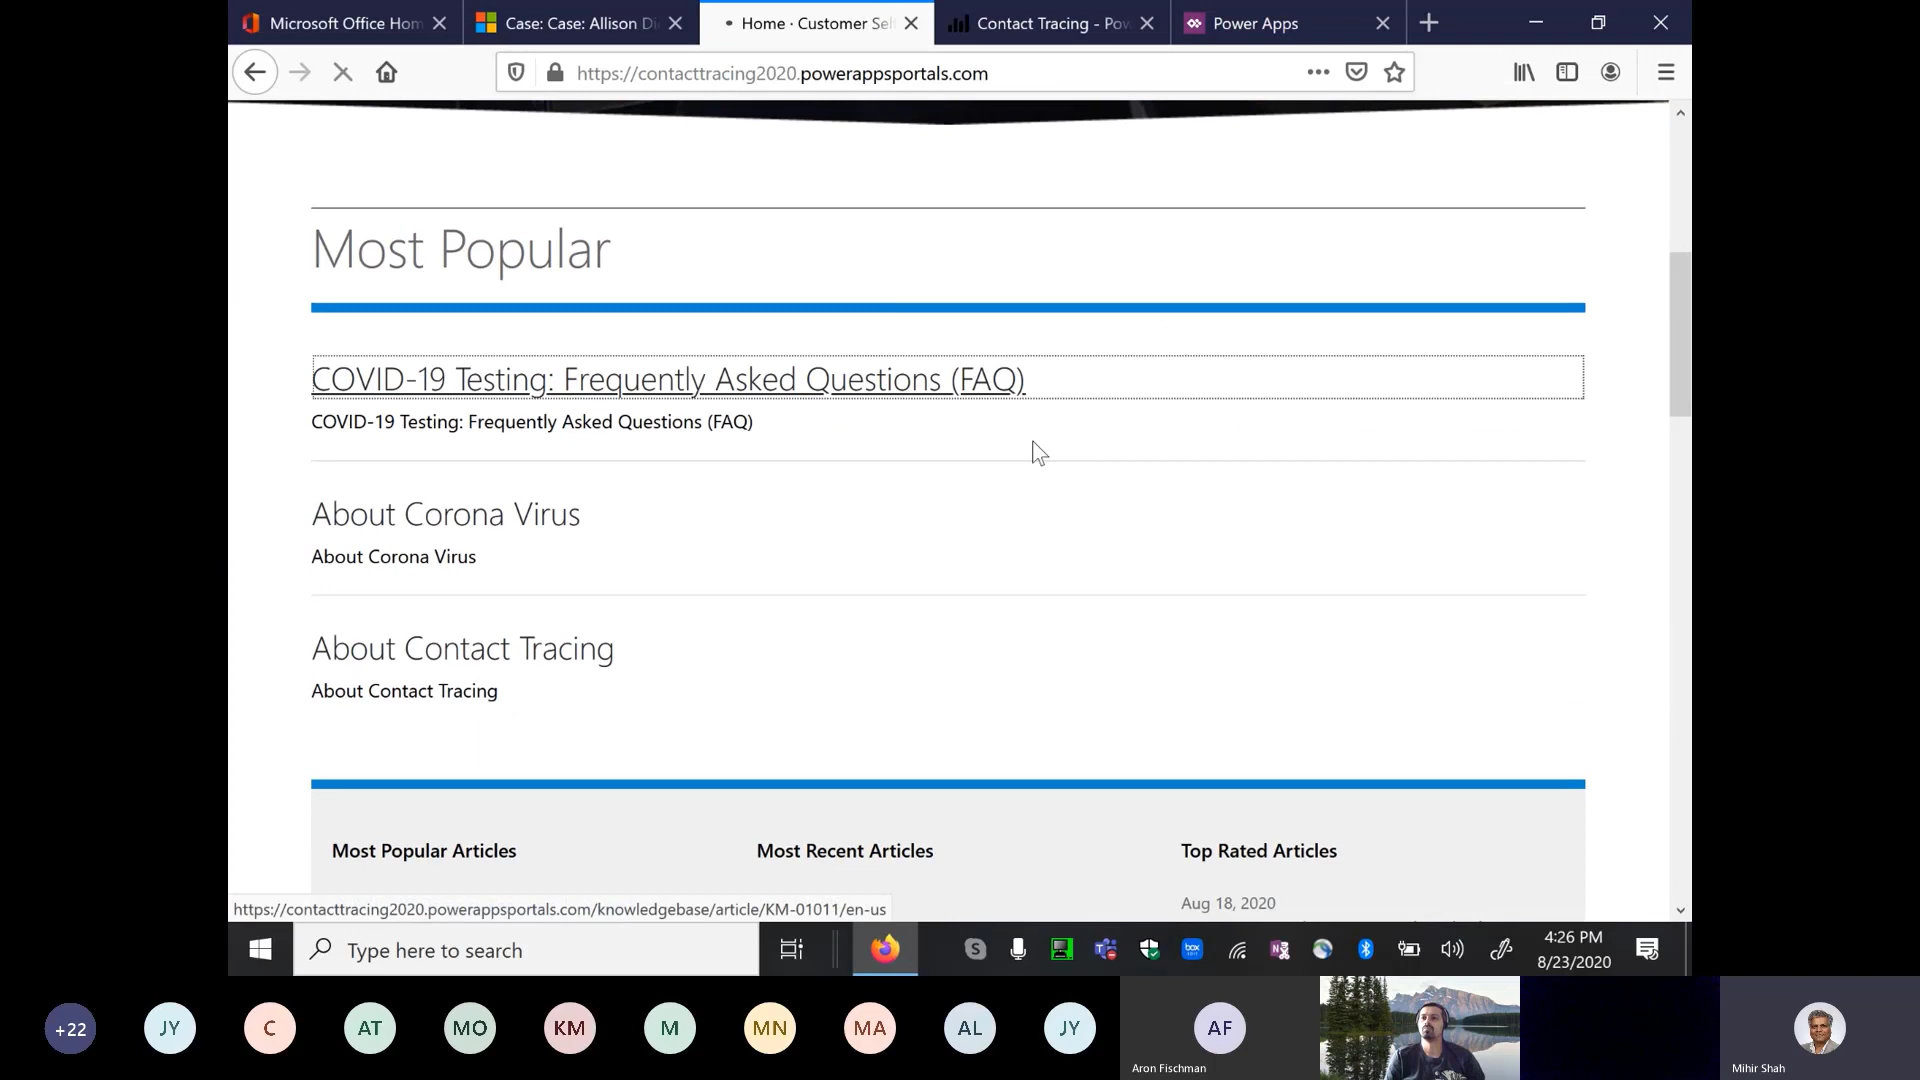 Microsoft Office Hom
Case: Case: Allison Di
Home · Customer Sel
Contact Tracing - Pow
Power Apps
https://contacttracing2020.powerappsportals.com
Most Popular
COVID-19 Testing: Frequently Asked Questions (FAQ)
COVID-19 Testing: Frequently Asked Questions (FAQ)
About Corona Virus
About Corona Virus
About Contact Tracing
About Contact Tracing
Most Popular Articles
Most Recent Articles
Top Rated Articles
Aug 18, 2020
https://contacttracing2020.powerappsportals.com/knowledgebase/article/KM-01011/en-us
Type here to search
S
box
4:26 PM
8/23/2020
+22
JY
C
AT
MO
KM
M
MN
MA
AL
JY
AF
Aron Fischman
Mihir Shah